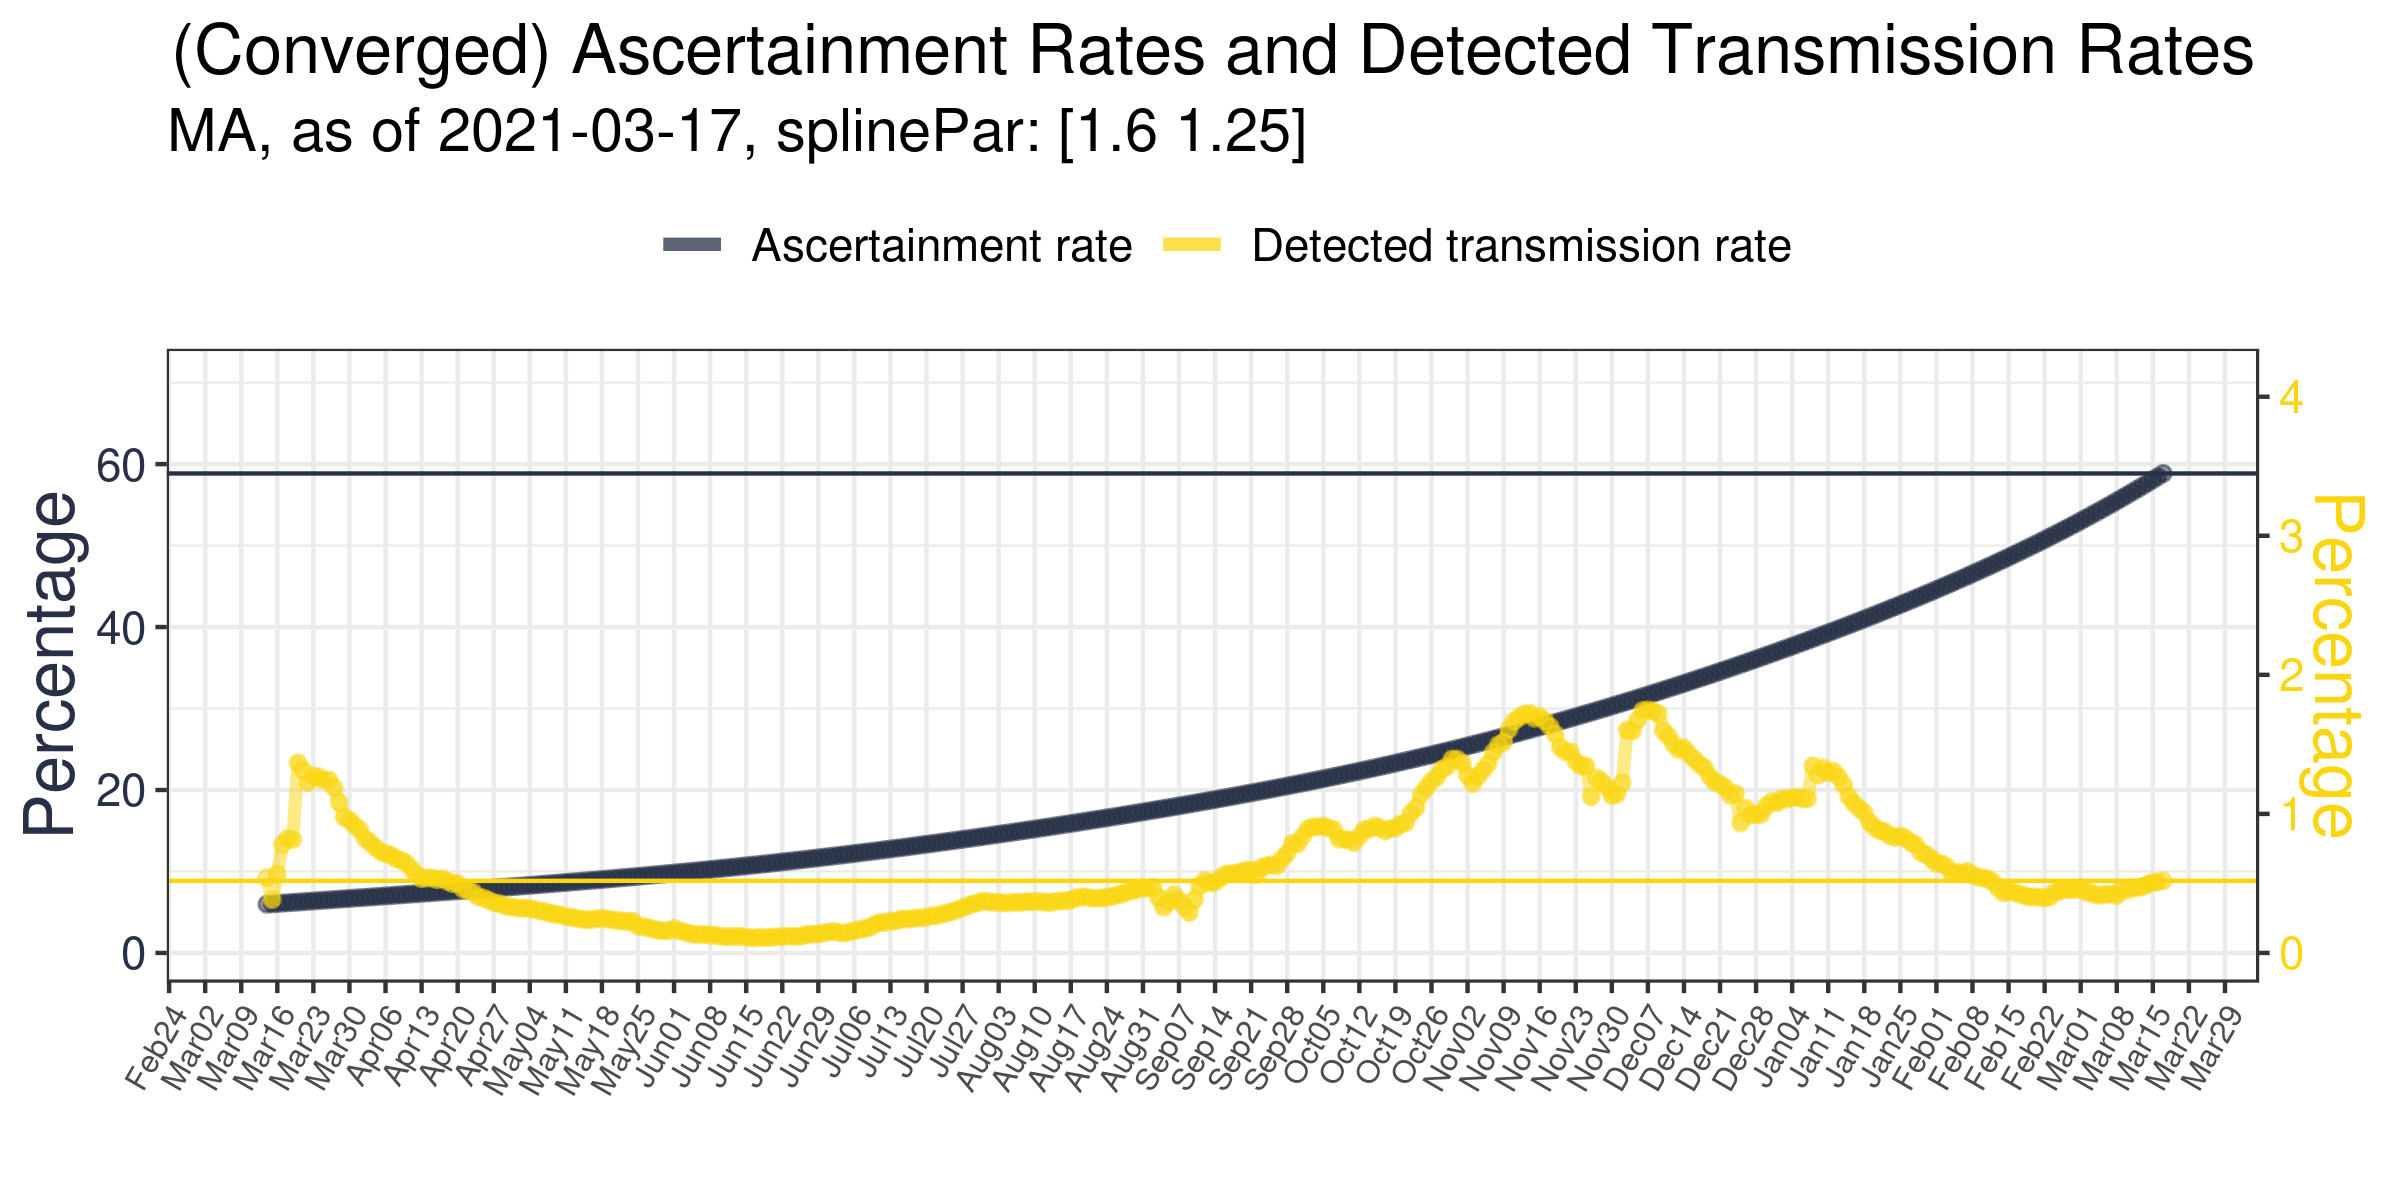 (Converged) Ascertainment Rates and Detected Transmission Rates
MA, as of 2021-03-17, splinePar: [1.6 1.25]
Ascertainment rate Detected transmission rate
Percentage
60
40
20
0
4
3
2
1
0
Percentage
Feb24 Mar02 Mar09 Mar16 Mar23 Mar30 Apr06 Apr13 Apr20 Apr27 May04 May11 May18 May25 Jun01 Jun08 Jun15 Jun22 Jun29 Jul06 Jul13 Jul20 Jul27 Aug03 Aug10 Aug17 Aug24 Aug31 Sep07 Sep14 Sep21 Sep28 Oct05 Oct12 Oct19 Oct26 Nov02 Nov09 Nov16 Nov23 Nov30 Dec07 Dec14 Dec21 Dec28 Jan04 Jan11 Jan18 Jan25 Feb01 Feb08 Feb15 Feb22 Mar01 Mar08 Mar15 Mar22 Mar29